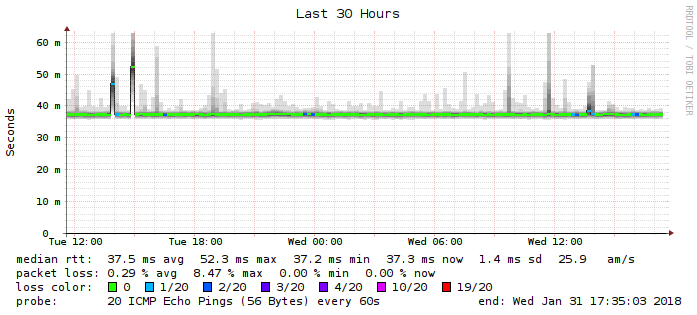 Last 30 Hours
RRDTOOL / TOBI OETIKER
Seconds
60 m
50 m
40 m
30 m
20 m
10 m
0
Tue 12:00 Tue 18:00 Wed 00:00 Wed 06:00 Wed 12:00
median rtt: 37.5 ms avg 52.3 ms max 37.2 ms min 37.3 ms now 1.4 ms sd 25.9 am/s
packet loss: 0.29 % avg 8.47 % max 0.00 % min 0.00 % now
loss color: 0 1/20 2/20 3/20 4/20 10/20 19/20
probe: 20 ICMP Echo Pings (56 Bytes) every 60s end: Wed Jan 31 17:35:03 2018